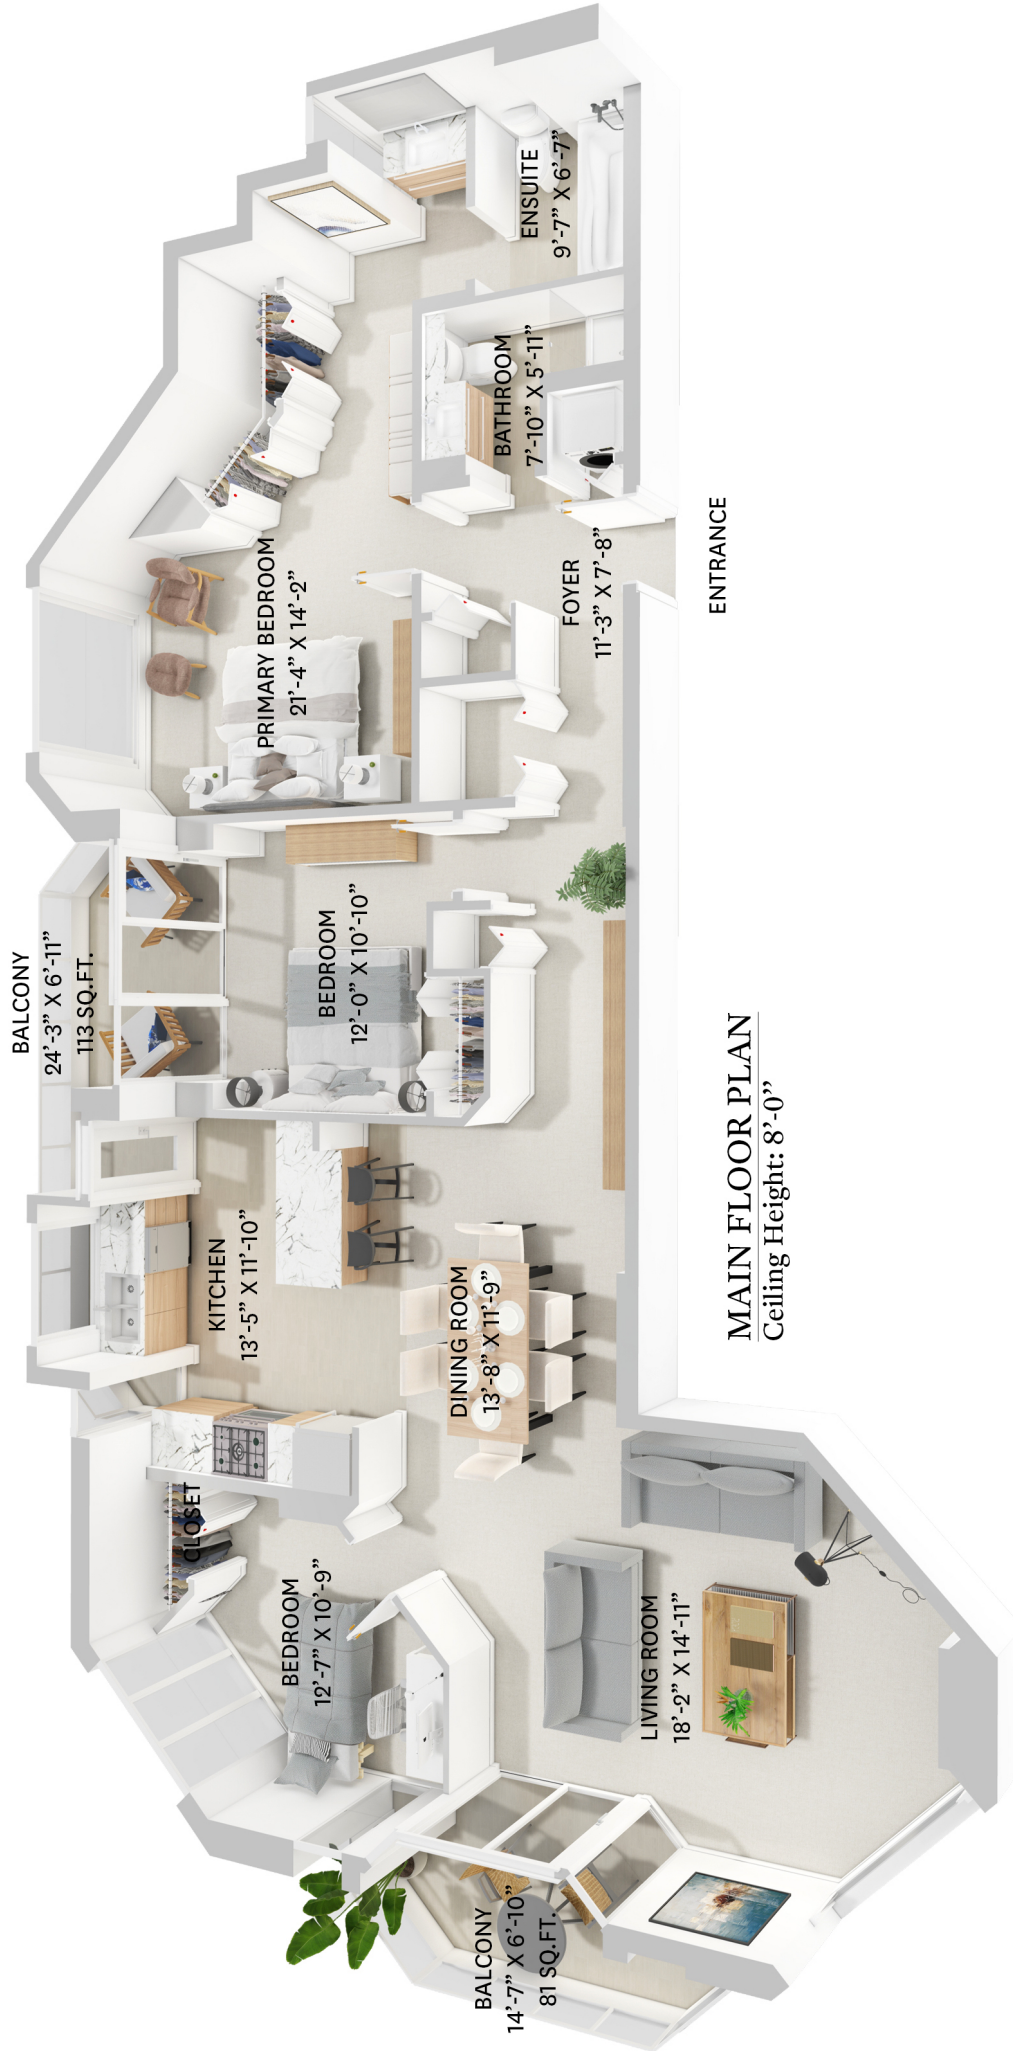 BALCONY
14’-7” X 6’-10”
81 SQ.FT.
LIVING ROOM
18’-2” X 14’-11”
BEDROOM
12’-7” X 10’-9”
CLOSET
DINING ROOM
13’-8” X 11’-9”
KITCHEN
13’-5” X 11’-10”
BALCONY
24’-3” X 6’-11”
113 SQ.FT.
BEDROOM
12’-0” X 10’-10”
PRIMARY BEDROOM
21’-4” X 14’-2”
FOYER
11’-3” X 7’-8”
BATHROOM
7’-10” X 5’-11”
ENSUITE
9’-7” X 6’-7”
ENTRANCE
MAIN FLOOR PLAN
Ceiling Height: 8’-0”